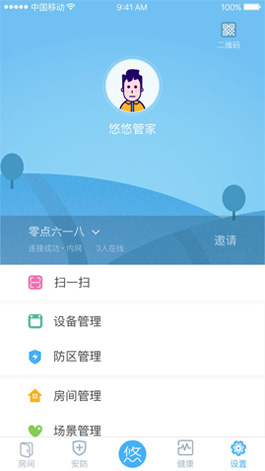 中国移动 9:41 AM 100%
二维码
悠悠管家
零点六一八
连接成功·内网 3人在线 邀请
扫一扫
设备管理
防区管理
房间管理
场景管理
房间 安防 悠 健康 设置